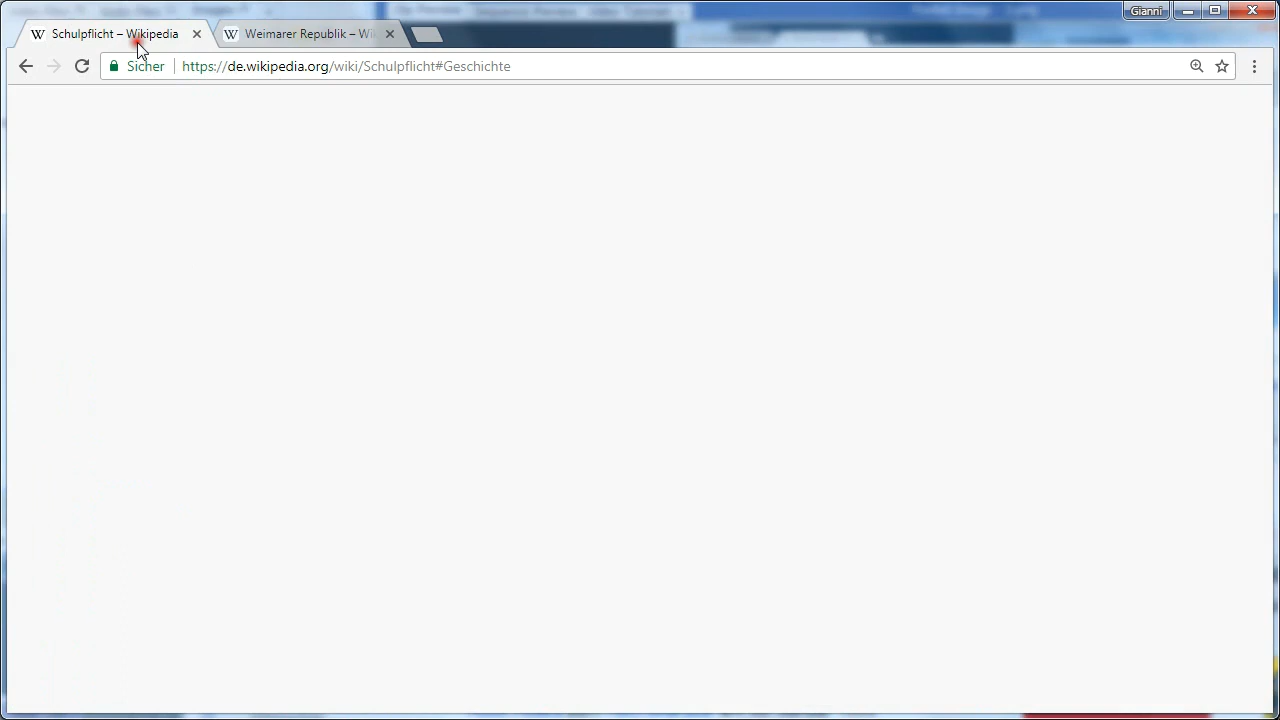 Gianni
Schulpflicht – Wikipedia
Weimarer Republik – Wi
Sicher
https://de.wikipedia.org/wiki/Schulpflicht#Geschichte